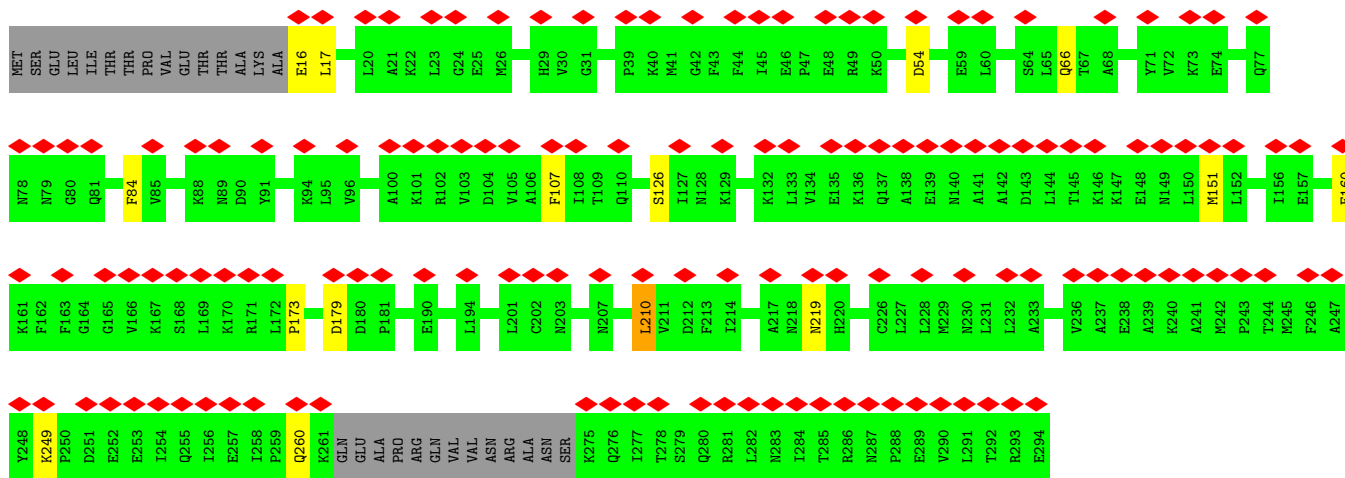 MET SER GLU LEU ILE THR THR PRO VAL GLU THR THR ALA LYS ALA E16 L17 L20 A21 K22 L23 G24 E25 M26 H29 V30 G31 P39 K40 M41 G42 F43 F44 I45 E46 P47 E48 R49 K50 D54 E59 L60 S64 L65 Q66 T67 A68 Y71 V72 K73 E74 Q77
N78 N79 G80 Q81 F84 V85 K88 N89 D90 Y91 K94 L95 V96 A100 K101 R102 V103 D104 V105 A106 F107 I108 T109 Q110 S126 I127 N128 K129 K132 L133 V134 E135 K136 Q137 A138 E139 N140 A141 A142 D143 L144 T145 K146 K147 E148 N149 L150 M151 L152 I156 E157
K161 F162 F163 G164 G165 V166 K167 S168 L169 K170 R171 L172 P173 D179 D180 P181 E190 L194 L201 C202 N203 N207 L210 V211 D212 F213 I214 A217 N218 N219 H220 C226 L227 L228 M229 N230 L231 L232 A233 V236 A237 E238 A239 K240 A241 M242 P243 T244 M245 F246 A247
Y248 K249 P250 D251 E252 E253 I254 Q255 I256 E257 I258 P259 Q260 K261 GLN GLU ALA PRO ARG GLN VAL VAL ASN ARG ALA ASN SER K275 Q276 I277 T278 S279 Q280 R281 L282 N283 I284 T285 R286 N287 P288 E289 V290 L291 T292 R293 E294